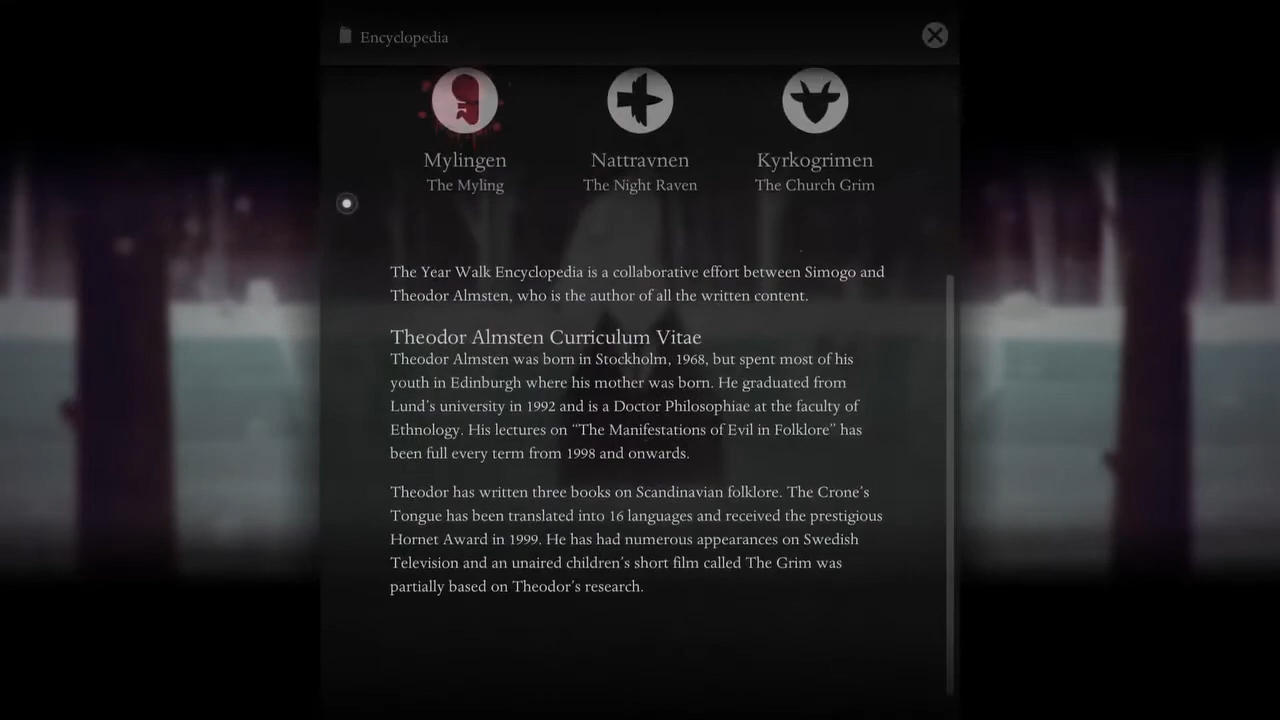 Encyclopedia
Mylingen
The Myling
Nattravnen
The Night Raven
Kyrkogrimen
The Church Grim
The Year Walk Encyclopedia is a collaborative effort between Simogo and
Theodor Almsten, who is the author of all the written content.
Theodor Almsten Curriculum Vitae
Theodor Almsten was born in Stockholm, 1968, but spent most of his
youth in Edinburgh where his mother was born. He graduated from
Lund's university in 1992 and is a Doctor Philosophiae at the faculty of
Ethnology. His lectures on “The Manifestations of Evil in Folklore” has
been full every term from 1998 and onwards.
Theodor has written three books on Scandinavian folklore. The Crone's
Tongue has been translated into 16 languages and received the prestigious
Hornet Award in 1999. He has had numerous appearances on Swedish
Television and an unaired children's short film called The Grim was
partially based on Theodor's research.